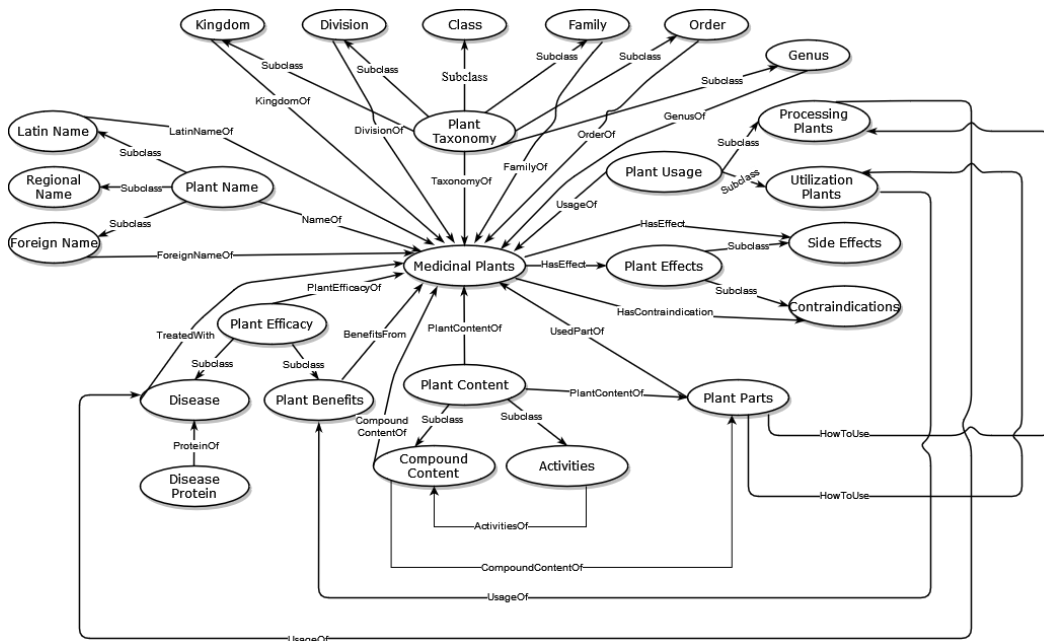 Kingdom
Division
Class
Family
Order
Genus
Subclass
Subclass
Subclass
Subclass
Subclass
Subclass
KingdomOf
DivisionOf
Plant
Taxonomy
OrderOf
GenusOf
FamilyOf
TaxonomyOf
Processing
Plants
Latin Name
LatinNameOf
Subclass
Regional
Name
Subclass
Plant Name
Subclass
Foreign Name
NameOf
ForeignNameOf
Plant Usage
Subclass
Subclass
Utilization
Plants
UsageOf
Medicinal Plants
HasEffect
HasEffect
Plant Effects
Subclass
Side Effects
Subclass
HasContraindication
Contraindications
PlantEfficacyOf
Plant Efficacy
TreatedWith
BenefitsFrom
PlantContentOf
UsedPartOf
Subclass
Subclass
Disease
Plant Benefits
Plant Content
PlantContentOf
Plant Parts
Compound
ContentOf
Subclass
Subclass
ProteinOf
HowToUse
Disease
Protein
Compound
Content
Activities
HowToUse
ActivitiesOf
CompoundContentOf
UsageOf
UsageOf